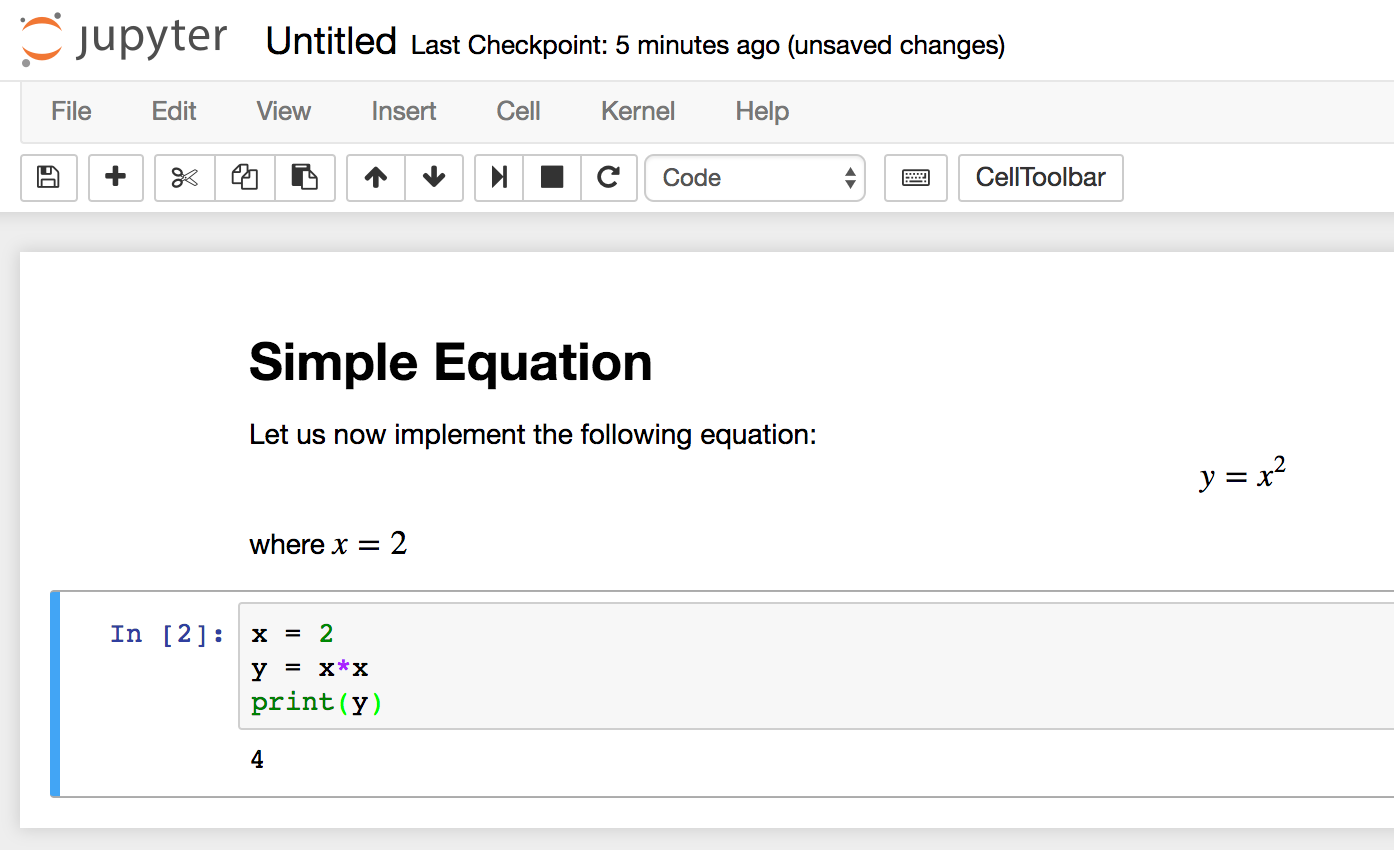 jupyter Untitled Last Checkpoint: 5 minutes ago (unsaved changes)
File Edit View Insert Cell Kernel Help
Code CellToolbar
Simple Equation
Let us now implement the following equation:
y = x²
where x = 2
In [2]: x = 2
y = x*x
print(y)
4